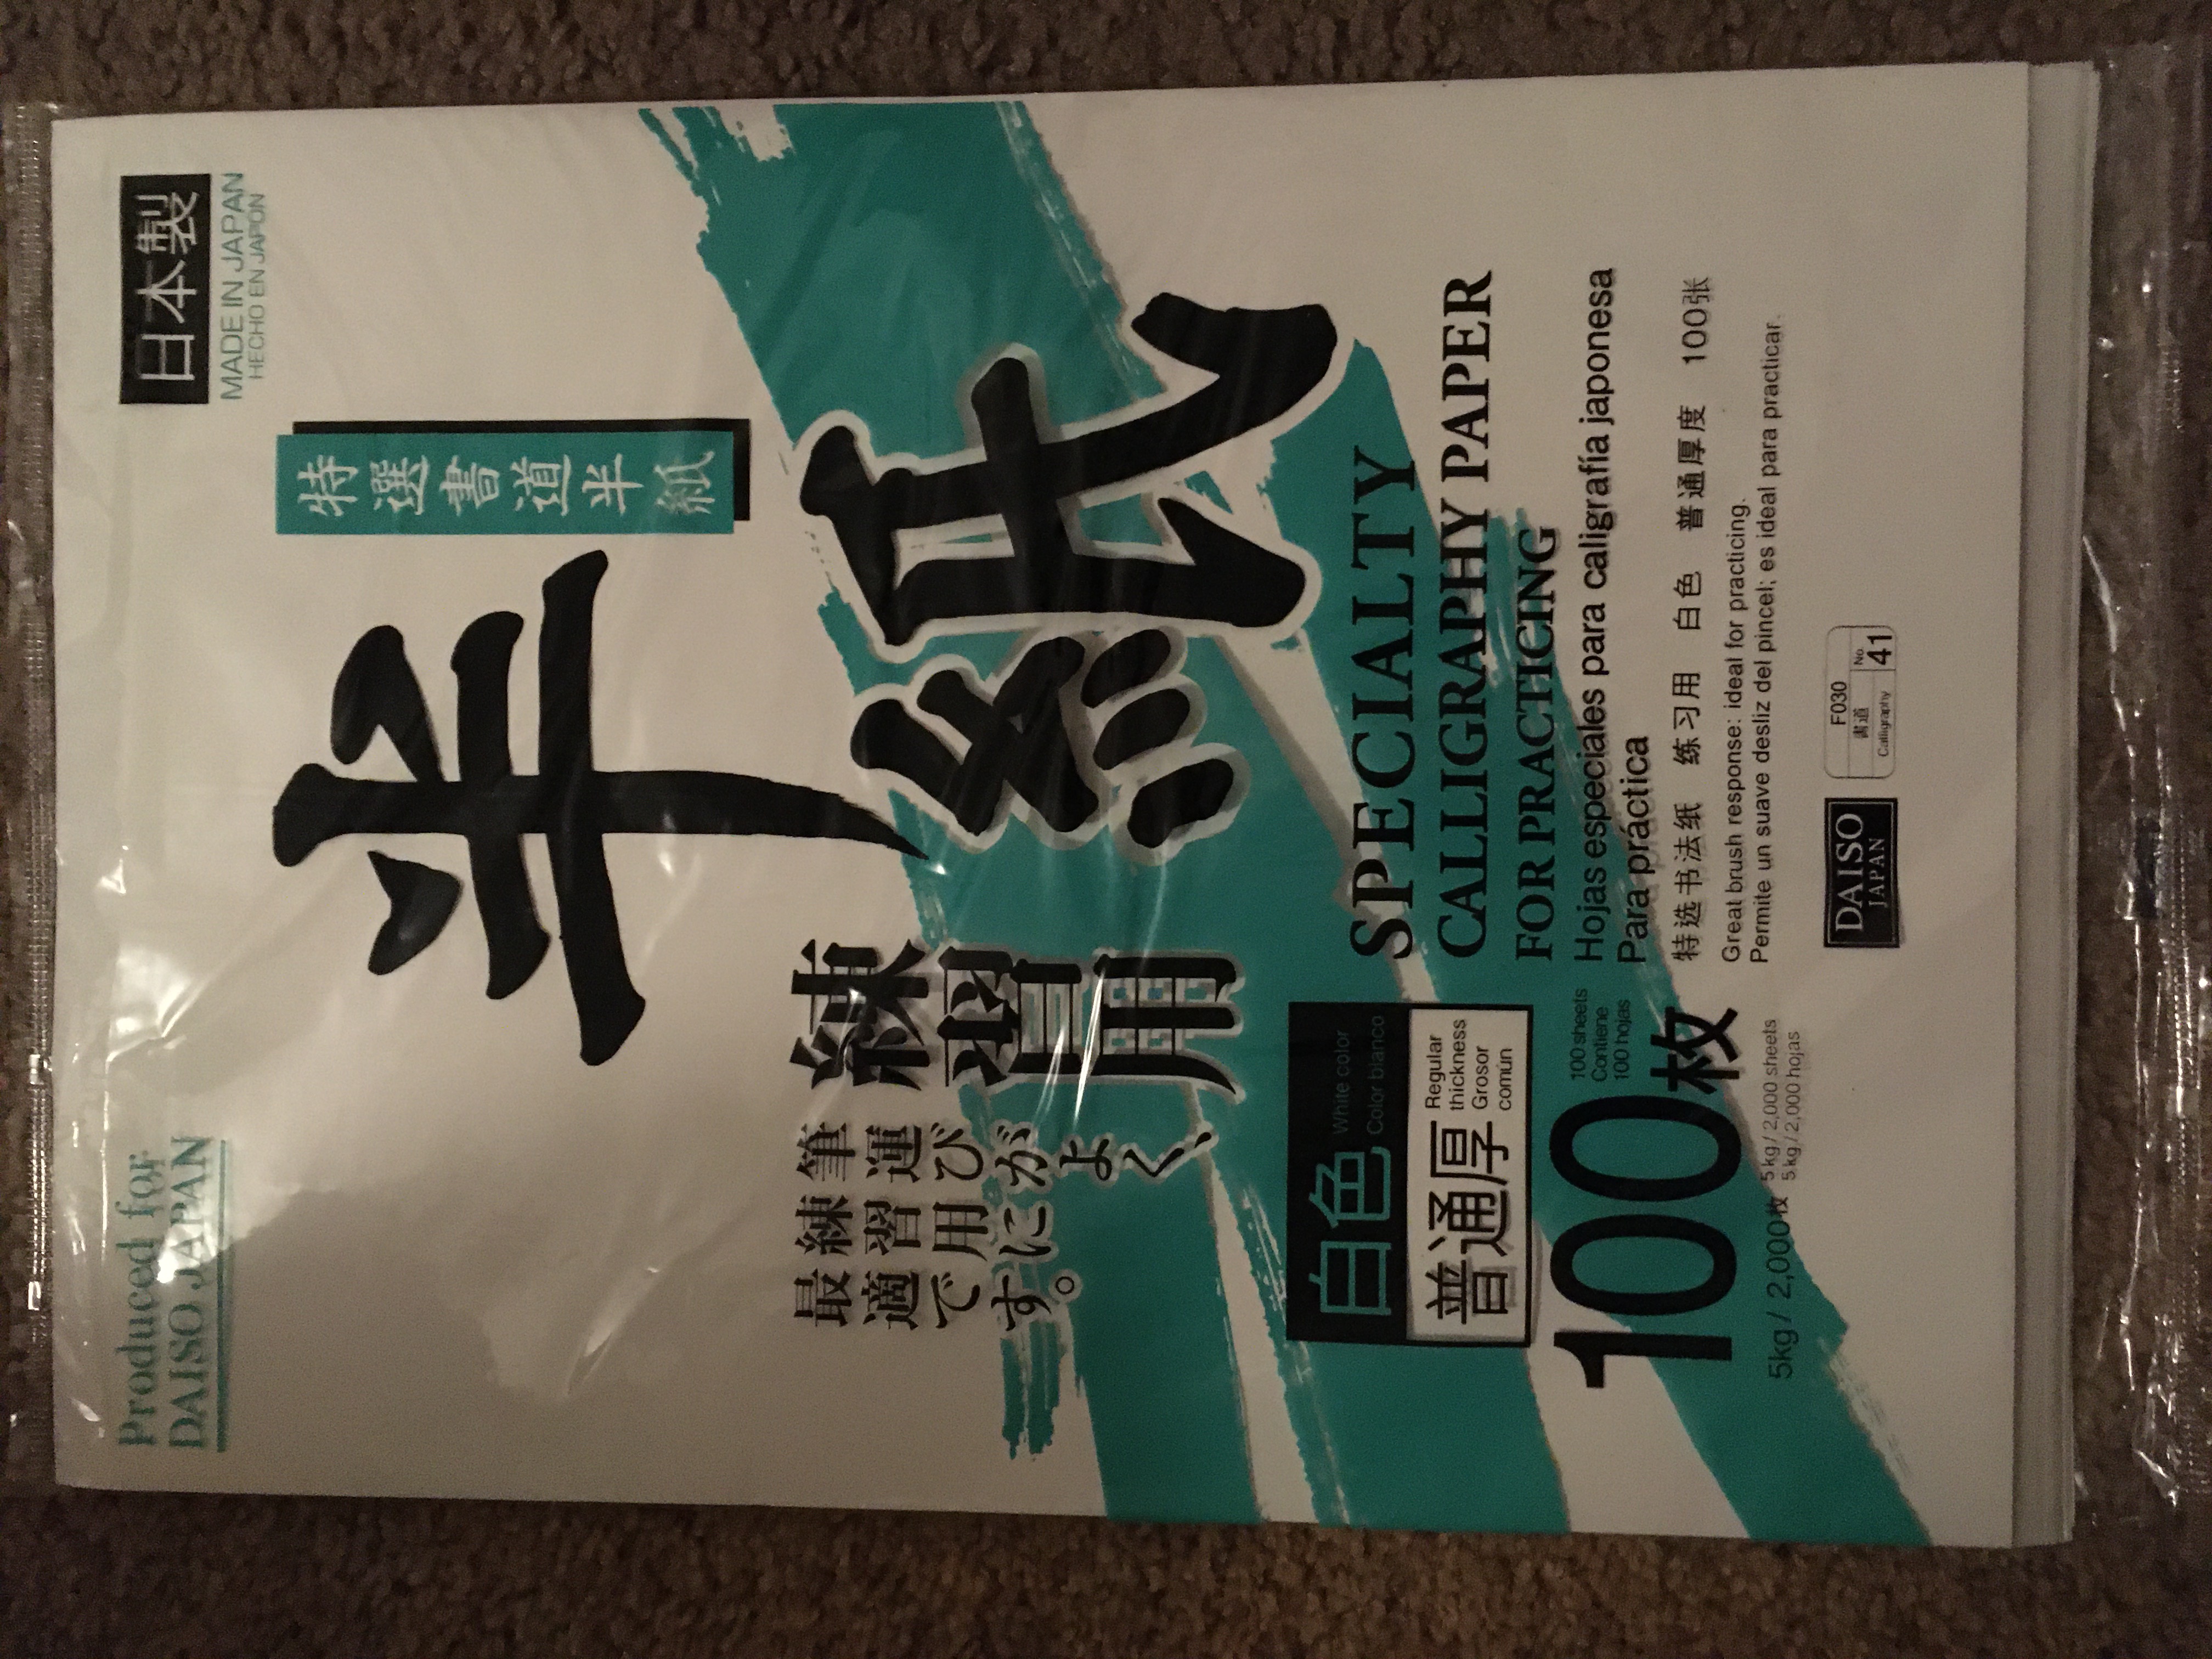 Produced for
DAISO JAPAN
日本製
MADE IN JAPAN
HECHO EN JAPÓN
特選書道半紙
半紙
練習用
筆運びがよく、
練習用に
最適です。
白色
White color
Color blanco
普通厚
Regular
thickness
Grosor
común
100枚
100 sheets
Contiene
100 hojas
5kg / 2,000枚
5 kg / 2,000 sheets
5 kg / 2,000 hojas
SPECIALTY
CALLIGRAPHY PAPER
FOR PRACTICING
Hojas especiales para caligrafía japonesa
Para práctica
特选书法纸 练习用 白色 普通厚度 100张
Great brush response: ideal for practicing.
Permite un suave desliz del pincel; es ideal para practicar.
DAISO
JAPAN
F030
書道
Calligraphy
No.
41